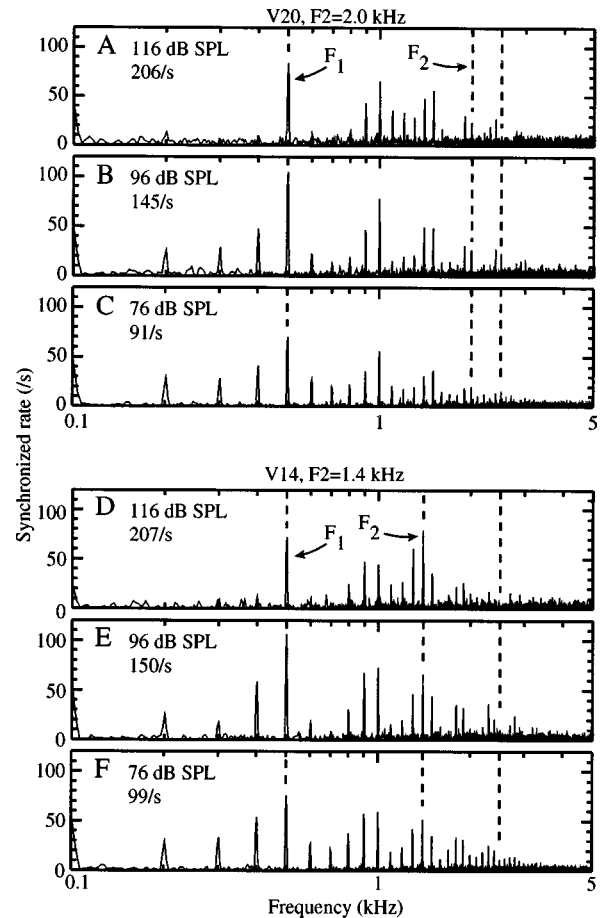 V20, F2=2.0 kHz
100
50
0
A 116 dB SPL
206/s
F1
F2
100
50
0
B 96 dB SPL
145/s
100
50
0
C 76 dB SPL
91/s
0.1
1
5
Synchronized rate (/s)
V14, F2=1.4 kHz
100
50
0
D 116 dB SPL
207/s
F1
F2
100
50
0
E 96 dB SPL
150/s
100
50
0
F 76 dB SPL
99/s
0.1
1
5
Frequency (kHz)